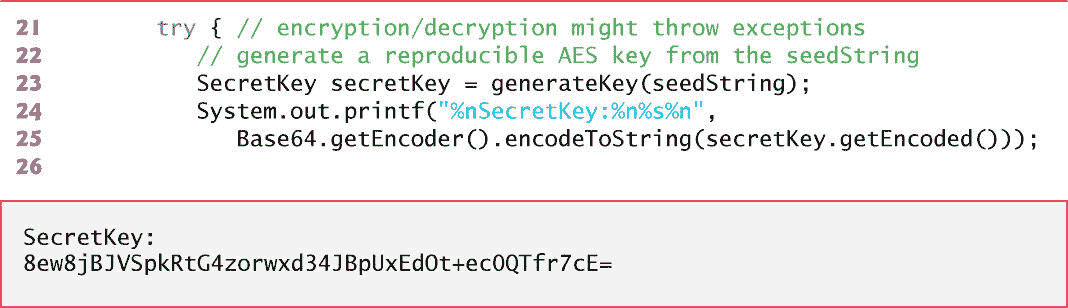 21 try { // encryption/decryption might throw exceptions
22 // generate a reproducible AES key from the seedString
23 SecretKey secretKey = generateKey(seedString);
24 System.out.printf("%nSecretKey:%n%s%n",
25 Base64.getEncoder().encodeToString(secretKey.getEncoded()));
26
SecretKey:
8ew8jBJVSpkRtG4zorwxd34JBpUxEdOt+ecOQTfr7cE=